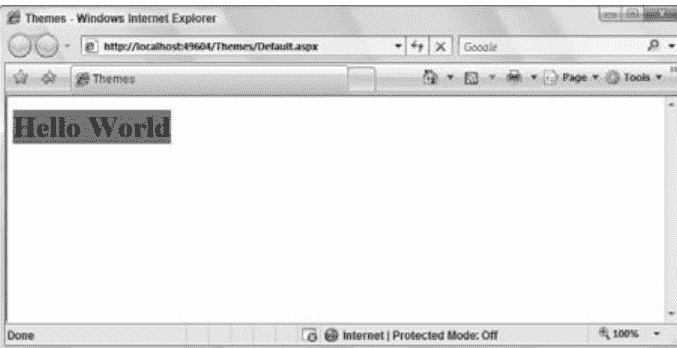 Themes - Windows Internet Explorer
http://localhost:49604/Themes/Default.aspx
Google
Themes
Page
Tools
Hello World
Done
Internet | Protected Mode: Off
100%